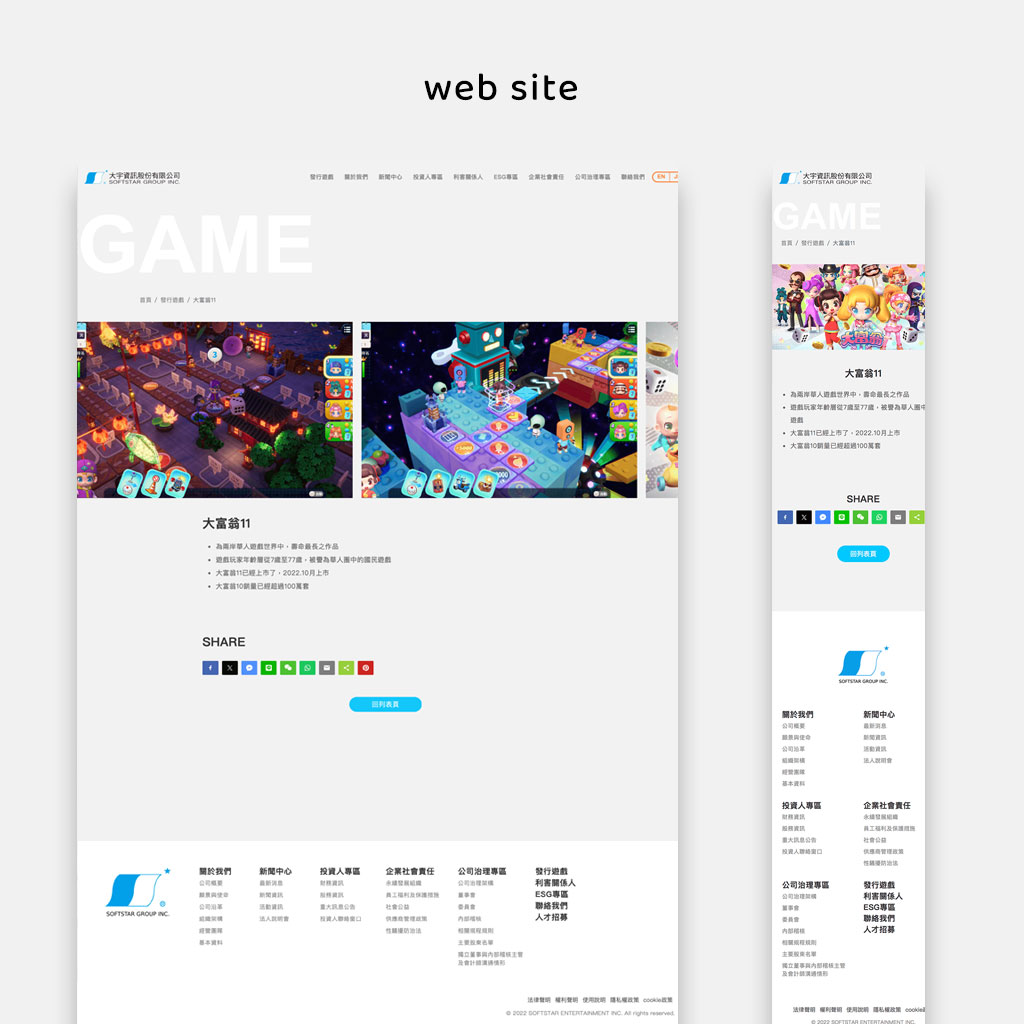 web site
大宇資訊股份有限公司
SOFTSTAR GROUP INC.
發行遊戲 關於我們 新聞中心 投資人專區 利害關係人 ESG專區 企業社會責任 公司治理專區 聯絡我們 EN
GAME
首頁 / 發行遊戲 / 大富翁11
3
大富翁11
為兩岸華人遊戲世界中，壽命最長之作品
遊戲玩家年齡層從7歲至77歲，被譽為華人圈中的國民遊戲
大富翁11已經上市了，2022.10月上市
大富翁10銷量已經超過100萬套
SHARE
回列表頁
SOFTSTAR GROUP INC.
關於我們
公司概要
願景與使命
公司沿革
組織架構
經營團隊
基本資料
新聞中心
最新消息
新聞資訊
活動資訊
法人說明會
投資人專區
財務資訊
股務資訊
重大訊息公告
投資人聯絡窗口
企業社會責任
永續發展組織
員工福利及保護措施
社會公益
供應商管理政策
性騷擾防治法
公司治理專區
公司治理架構
董事會
委員會
內部稽核
相關規程規則
主要股東名單
獨立董事與內部稽核主管
及會計師溝通情形
發行遊戲
利害關係人
ESG專區
聯絡我們
人才招募
法律聲明 權利聲明 使用說明 隱私權政策 cookie政策
© 2022 SOFTSTAR ENTERTAINMENT INC. All rights reserved.
大宇資訊股份有限公司
SOFTSTAR GROUP INC.
GAME
首頁 / 發行遊戲 / 大富翁11
大富翁
大富翁11
為兩岸華人遊戲世界中，壽命最長之作品
遊戲玩家年齡層從7歲至77歲，被譽為華人圈中
遊戲
大富翁11已經上市了，2022.10月上市
大富翁10銷量已經超過100萬套
SHARE
回列表頁
SOFTSTAR GROUP INC.
關於我們
公司概要
願景與使命
公司沿革
組織架構
經營團隊
基本資料
新聞中心
最新消息
新聞資訊
活動資訊
法人說明會
投資人專區
財務資訊
股務資訊
重大訊息公告
投資人聯絡窗口
企業社會責任
永續發展組織
員工福利及保護措施
社會公益
供應商管理政策
性騷擾防治法
公司治理專區
公司治理架構
董事會
委員會
內部稽核
相關規程規則
主要股東名單
獨立董事與內部稽核主管
及會計師溝通情形
發行遊戲
利害關係人
ESG專區
聯絡我們
人才招募
法律聲明 權利聲明 使用說明 隱私權政策 cookie
© 2022 SOFTSTAR ENTERTAINMENT INC.